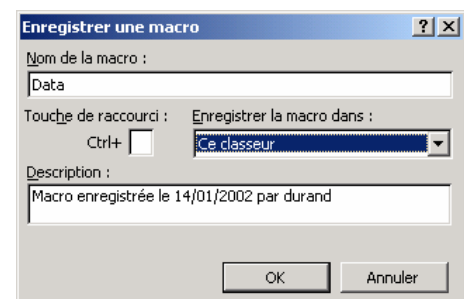 Enregistrer une macro
Nom de la macro :
Data
Touche de raccourci : Enregistrer la macro dans :
Ctrl+ Ce classeur
Description :
Macro enregistrée le 14/01/2002 par durand
OK Annuler